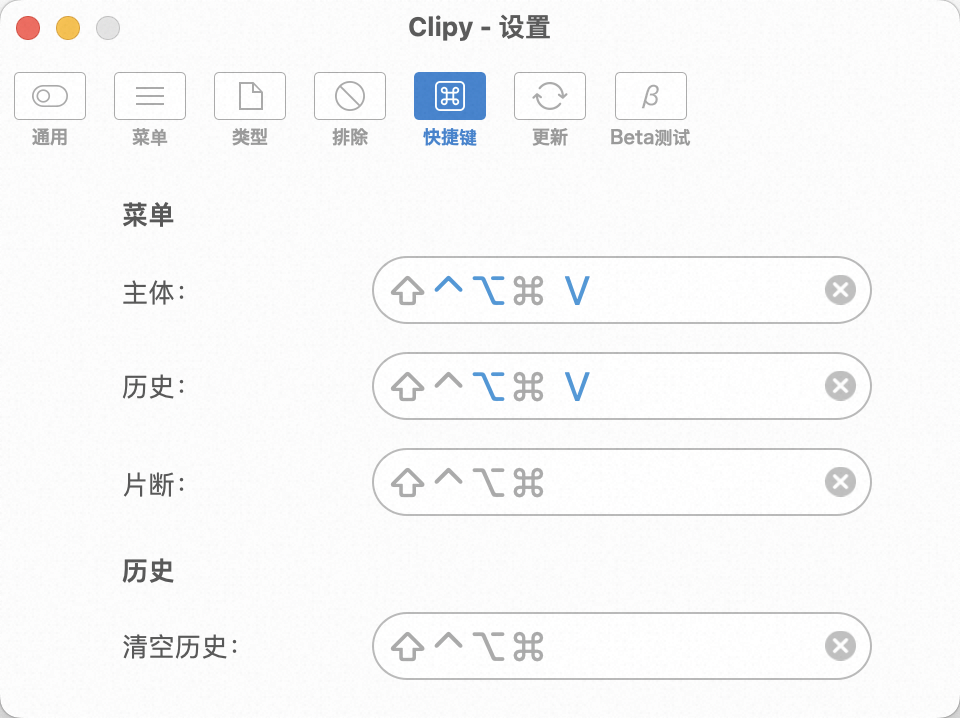 Clipy - 设置
通用 菜单 类型 排除 快捷键 更新 Beta测试
菜单
主体：
⇧⌃⌥⌘ V
历史：
⇧⌃⌥⌘ V
片断：
⇧⌃⌥⌘
历史
清空历史：
⇧⌃⌥⌘